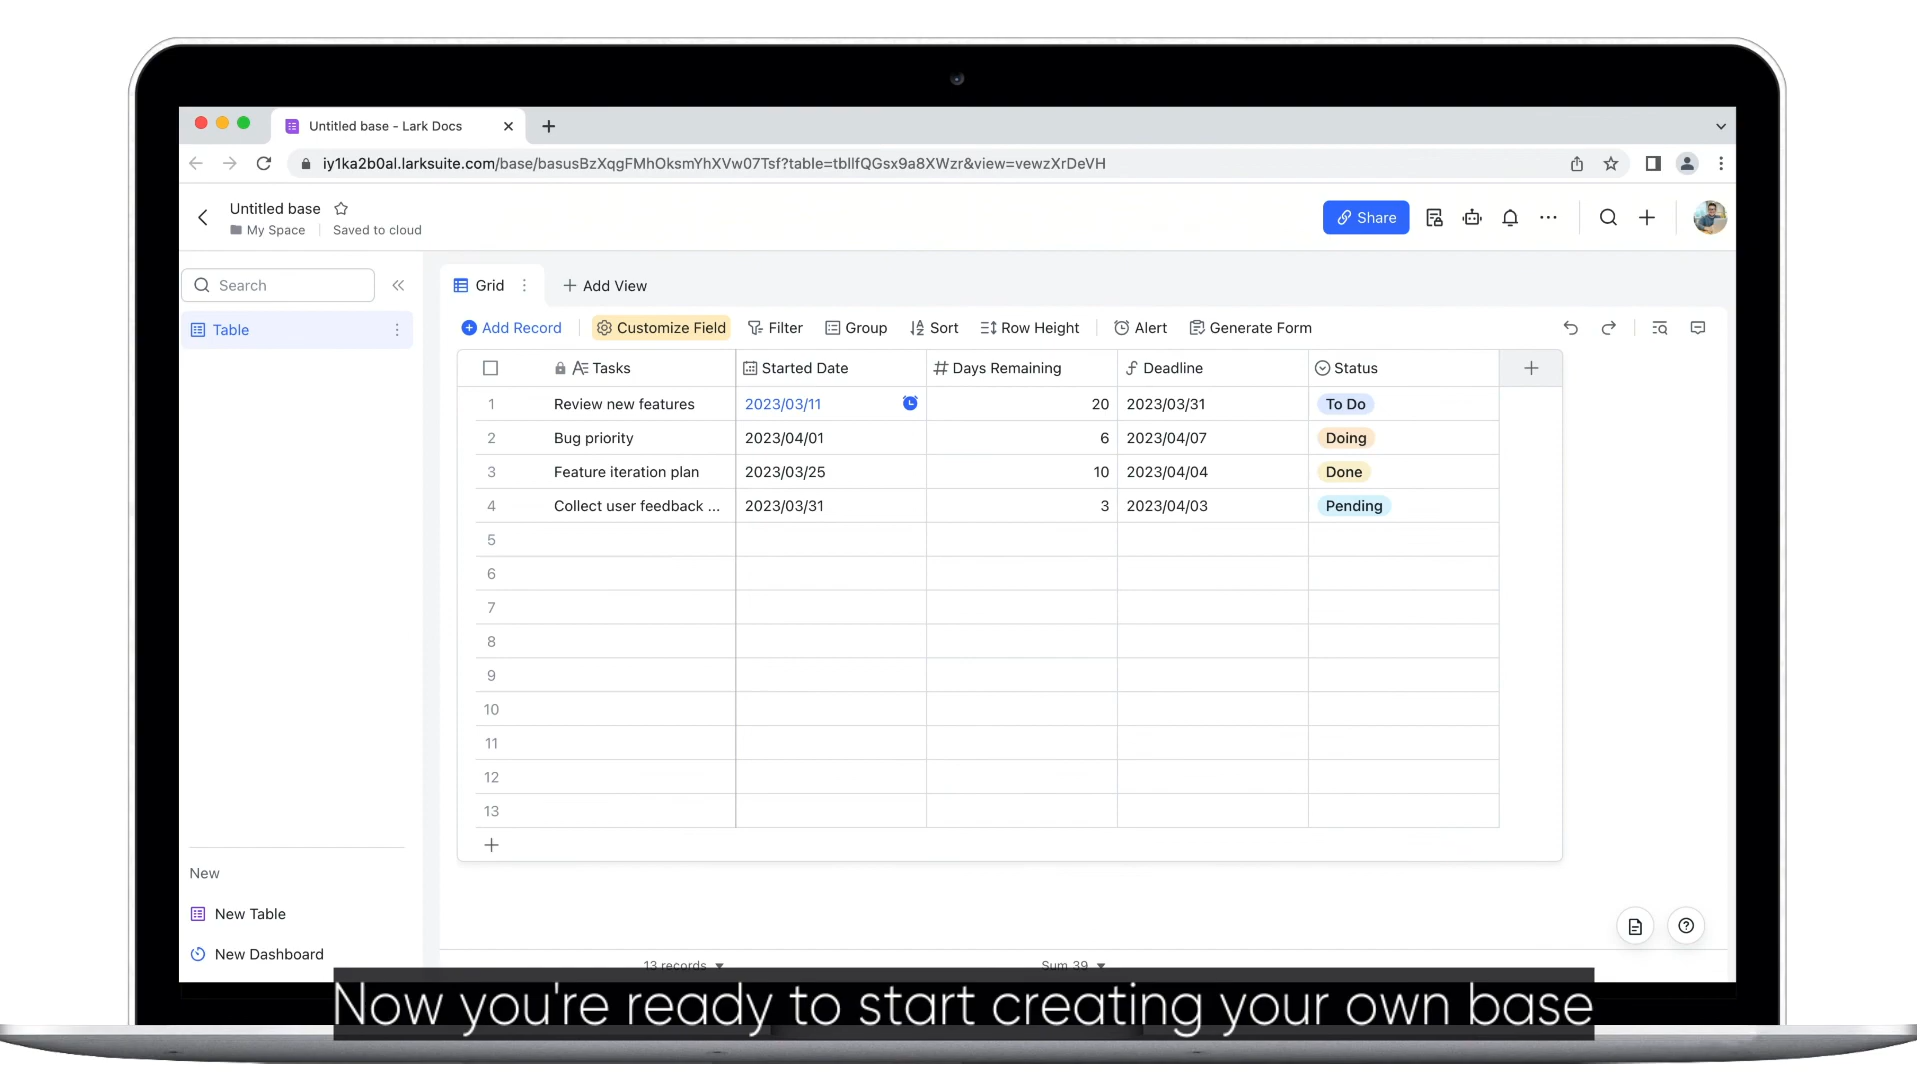 Untitled base - Lark Docs
iy1ka2b0al.larksuite.com/base/basusBzXqgFMhOksmYhXVw07Tsf?table=tbllfQGsx9a8XWzr&view=vewzXrDeVH
Untitled base
My Space
Saved to cloud
Share
Search
Table
Grid
Add View
Add Record
Customize Field
Filter
Group
Sort
Row Height
Alert
Generate Form
Tasks Started Date Days Remaining Deadline Status
1 Review new features 2023/03/11 20 2023/03/31 To Do
2 Bug priority 2023/04/01 6 2023/04/07 Doing
3 Feature iteration plan 2023/03/25 10 2023/04/04 Done
4 Collect user feedback ... 2023/03/31 3 2023/04/03 Pending
5
6
7
8
9
10
11
12
13
New
New Table
New Dashboard
13 records
Sum 39
Now you're ready to start creating your own base